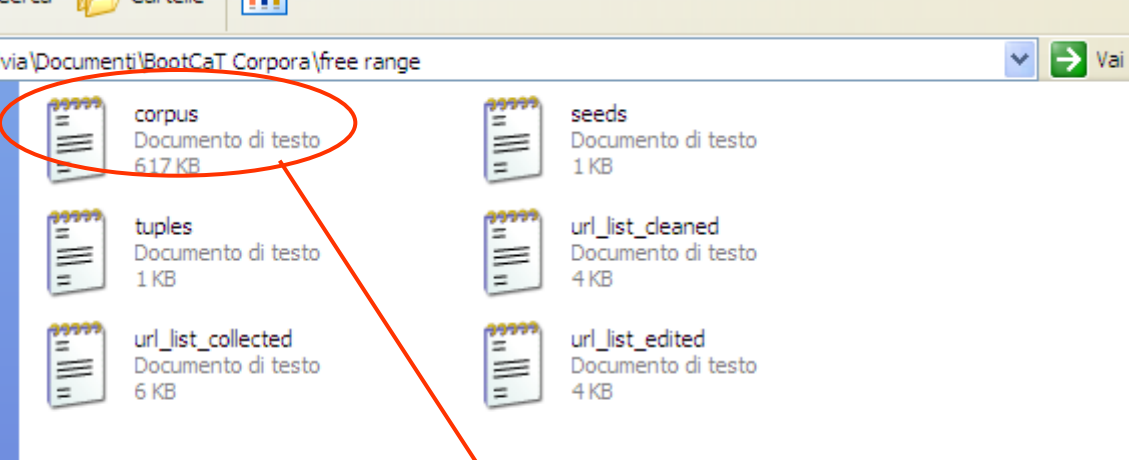 via\Documenti\BootCaT Corpora\free range
Vai
corpus
Documento di testo
617 KB
seeds
Documento di testo
1 KB
tuples
Documento di testo
1 KB
url_list_cleaned
Documento di testo
4 KB
url_list_collected
Documento di testo
6 KB
url_list_edited
Documento di testo
4 KB